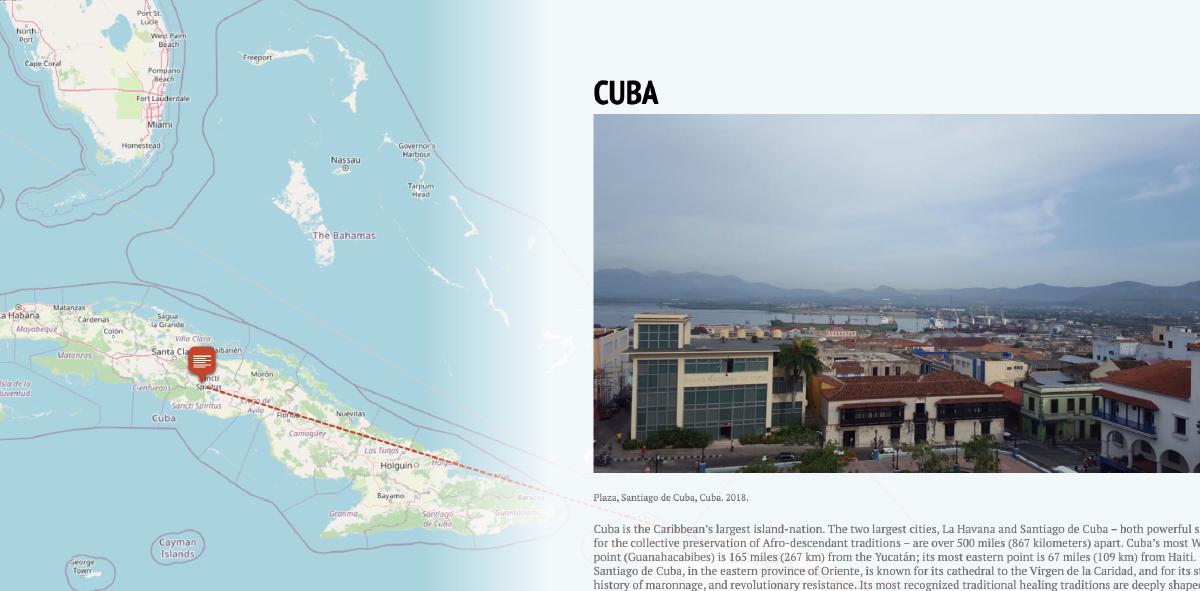 Port St.
Lucie
North
Port
West Palm
Beach
Cape Coral
Pompano
Beach
Fort Lauderdale
Miami
Homestead
Freeport
Nassau
Governor's
Harbour
Tarpum
Head
The Bahamas
La Habana
Matanzas
Mayabeque
Cárdenas
Colón
Sagua
la Grande
Villa Clara
Matanzas
Santa Cla
aibarién
Isla de la
Juventud
Cienfuegos
Sancti
Spíritus
Morón
Sancti Spíritus
Ciego de
Ávila
Cuba
Florida
Nuevitas
Camagüey
Las Tunas
Holguín
Holguín
Bayamo
Baracoa
Granma
Santiago
de Cuba
Guantánamo
Cayman
Islands
George
Town
CUBA
Plaza, Santiago de Cuba, Cuba. 2018.
Cuba is the Caribbean's largest island-nation. The two largest cities, La Havana and Santiago de Cuba – both powerful s
for the collective preservation of Afro-descendant traditions – are over 500 miles (867 kilometers) apart. Cuba's most W
point (Guanahacabibes) is 165 miles (267 km) from the Yucatán; its most eastern point is 67 miles (109 km) from Haiti.
Santiago de Cuba, in the eastern province of Oriente, is known for its cathedral to the Virgen de la Caridad, and for its st
history of maronnage, and revolutionary resistance. Its most recognized traditional healing traditions are deeply shape